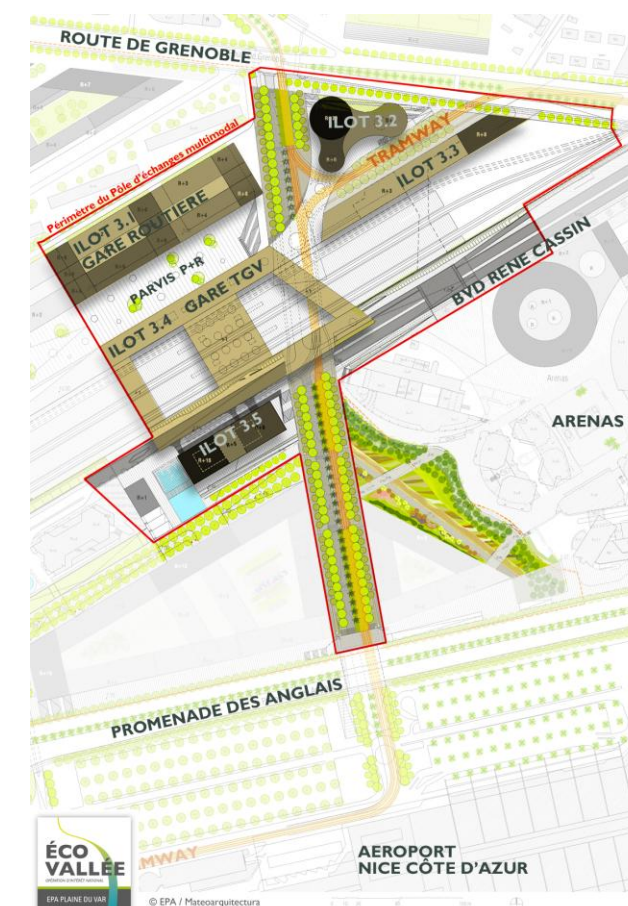 ROUTE DE GRENOBLE
Périmètre du Pôle d'échanges multimodal
ILOT 3.2
TRAMWAY
ILOT 3.3
ILOT 3.1
GARE ROUTIERE
PARVIS P+R
ILOT 3.4 GARE TGV
BVD RENE CASSIN
Arenas
ARENAS
ILOT 3.5
PROMENADE DES ANGLAIS
AEROPORT
NICE CÔTE D'AZUR
ÉCO
VALLÉE
EPA PLAINE DU VAR
© EPA / Mateoarquitectura